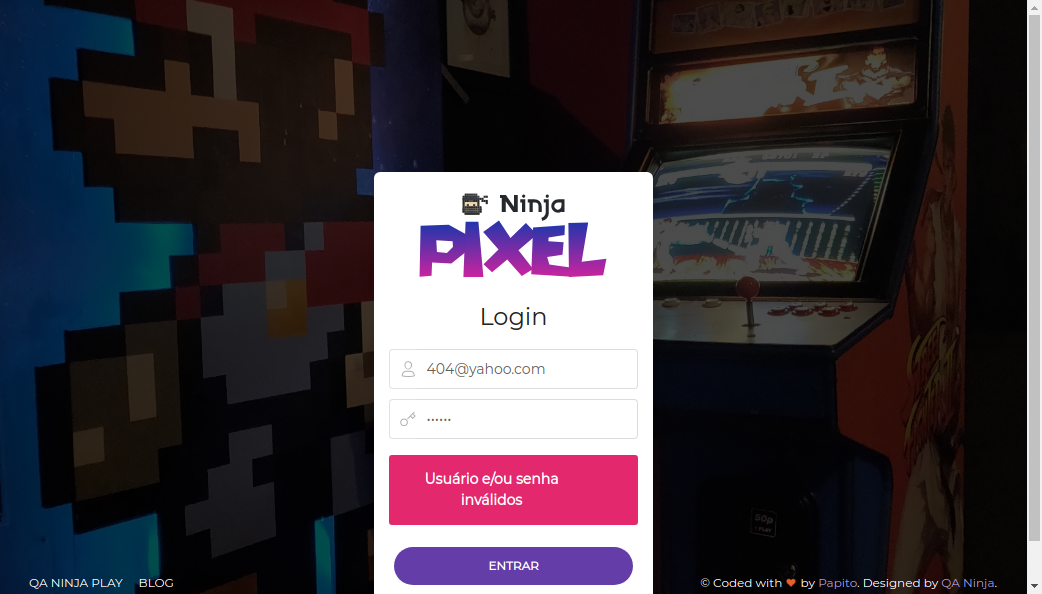 Ninja
PIXEL
Login
404@yahoo.com
••••••
Usuário e/ou senha
inválidos
ENTRAR
QA NINJA PLAY BLOG
© Coded with ❤ by Papito. Designed by QA Ninja.